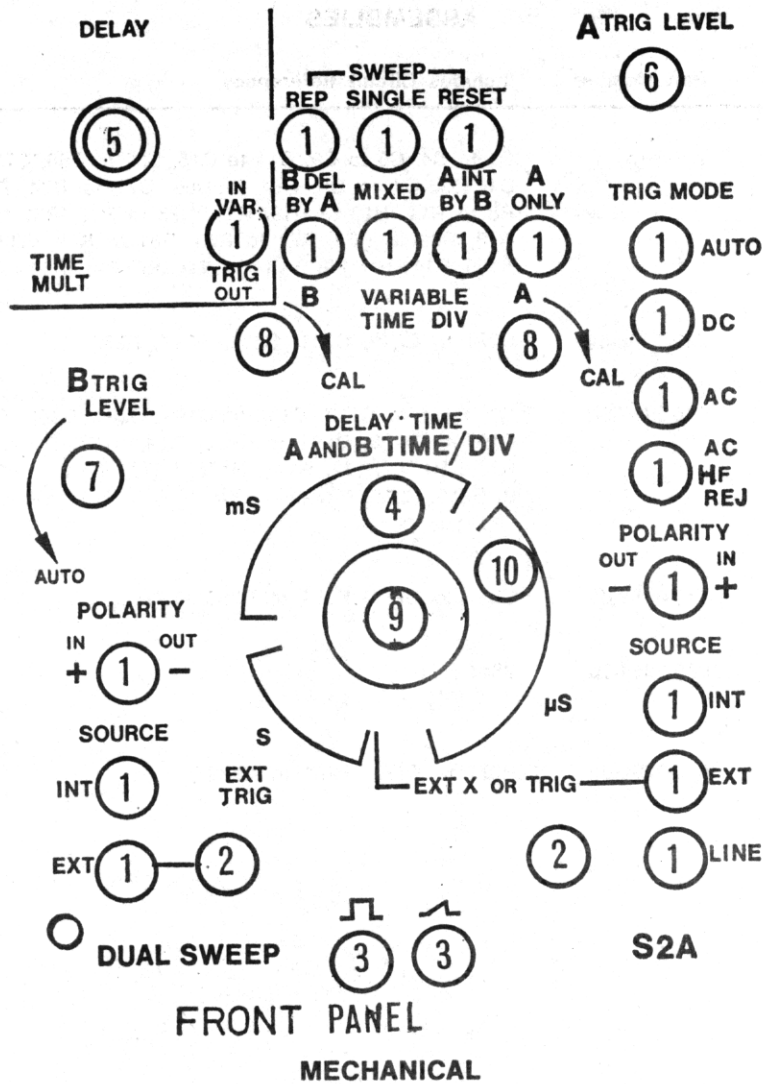 ASSEMBLIES
DELAY
5
TIME
MULT
IN
VAR.
1
TRIG
OUT
SWEEP
REP SINGLE RESET
1 1 1
B DEL
BY A
MIXED
A INT
BY B
A
ONLY
1 1 1 1
B
VARIABLE
TIME DIV
A
8
CAL
8
CAL
A TRIG LEVEL
6
TRIG MODE
1 AUTO
1 DC
1 AC
1
AC
HF
REJ
POLARITY
OUT
IN
− 1 +
SOURCE
1 INT
1 EXT
1 LINE
B TRIG
LEVEL
7
AUTO
DELAY·TIME
A AND B TIME/DIV
mS
4
10
9
S
µS
POLARITY
IN
OUT
+ 1 −
SOURCE
INT 1
EXT
TRIG
EXT 1
2
EXT X OR TRIG
2
3 3
DUAL SWEEP
S2A
FRONT PANEL
MECHANICAL